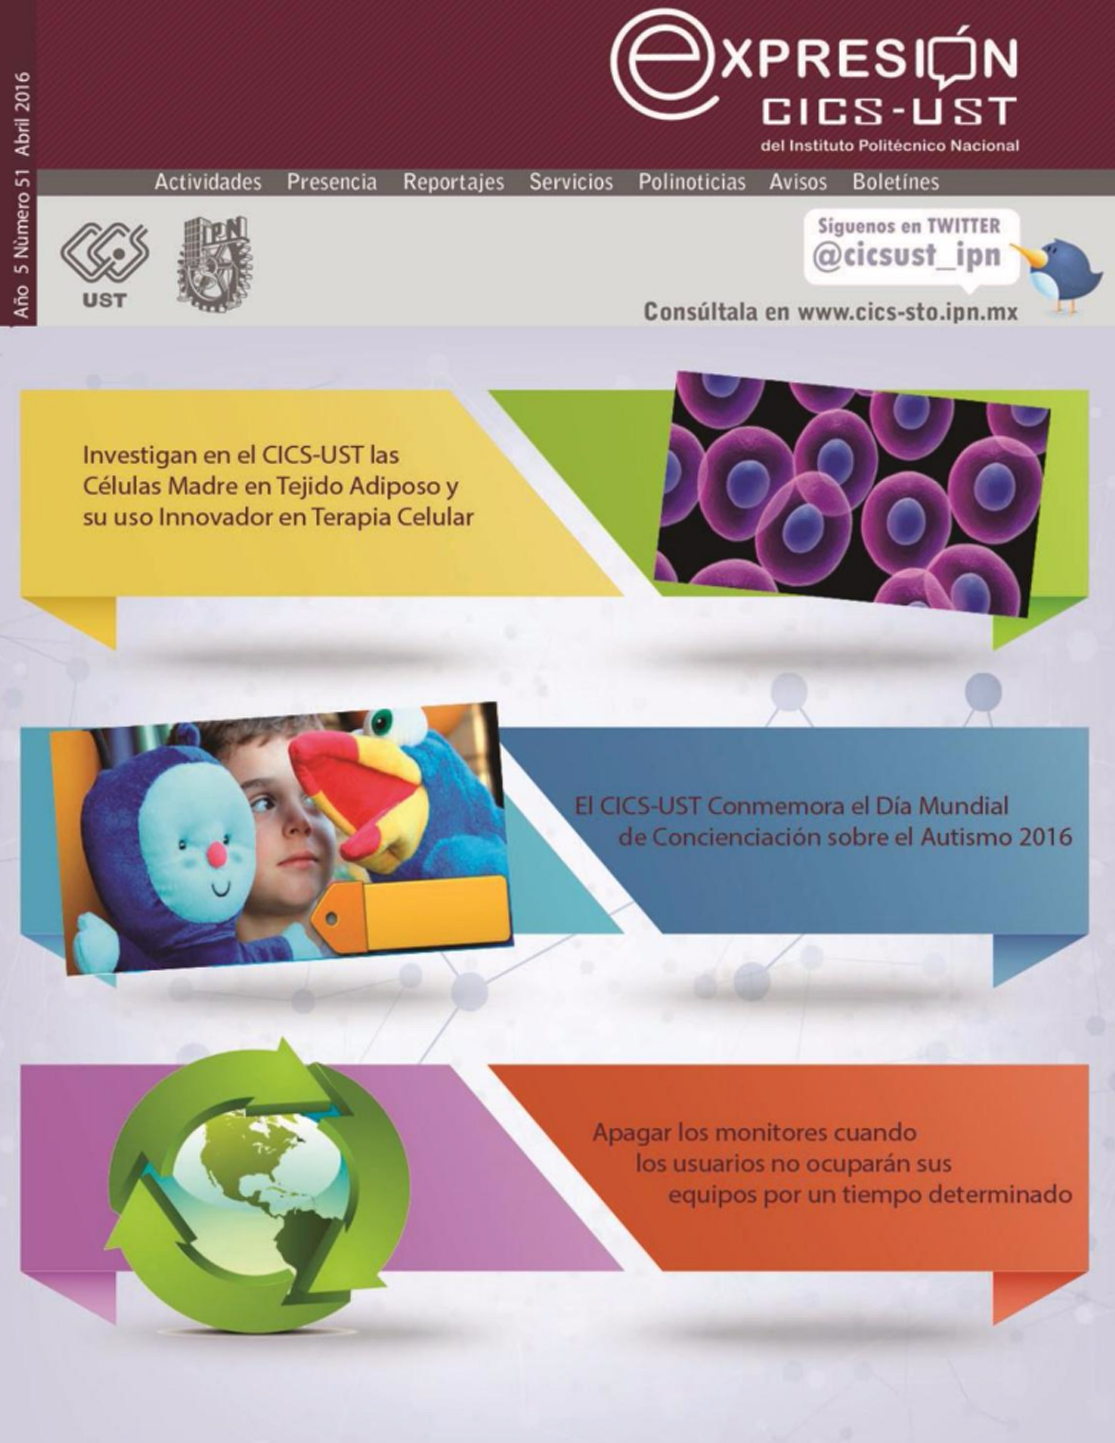 eXPRESIÓN
CICS-UST
del Instituto Politécnico Nacional
Año 5 Nùmero 51 Abril 2016
Actividades Presencia Reportajes Servicios Polinoticias Avisos Boletínes
UST
IPN
Síguenos en TWITTER
@cicsust_ipn
Consúltala en www.cics-sto.ipn.mx
Investigan en el CICS-UST las
Células Madre en Tejido Adiposo y
su uso Innovador en Terapia Celular
El CICS-UST Conmemora el Día Mundial
de Concienciación sobre el Autismo 2016
Apagar los monitores cuando
los usuarios no ocuparán sus
equipos por un tiempo determinado